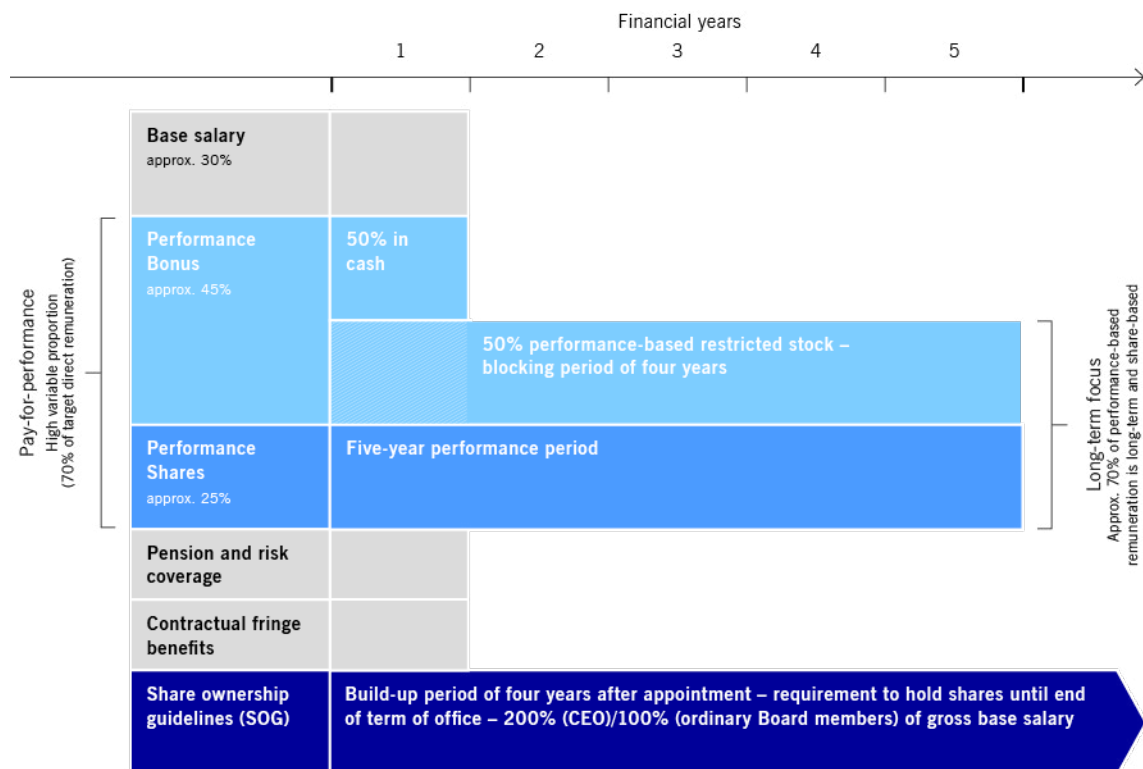 Financial years
1 2 3 4 5
Base salary
approx. 30%
Pay-for-performance
High variable proportion
(70% of target direct remuneration)
Performance
Bonus
approx. 45%
50% in
cash
50% performance-based restricted stock –
blocking period of four years
Performance
Shares
approx. 25%
Five-year performance period
Long-term focus
Approx. 70% of performance-based
remuneration is long-term and share-based
Pension and risk
coverage
Contractual fringe
benefits
Share ownership
guidelines (SOG)
Build-up period of four years after appointment – requirement to hold shares until end
of term of office – 200% (CEO)/100% (ordinary Board members) of gross base salary